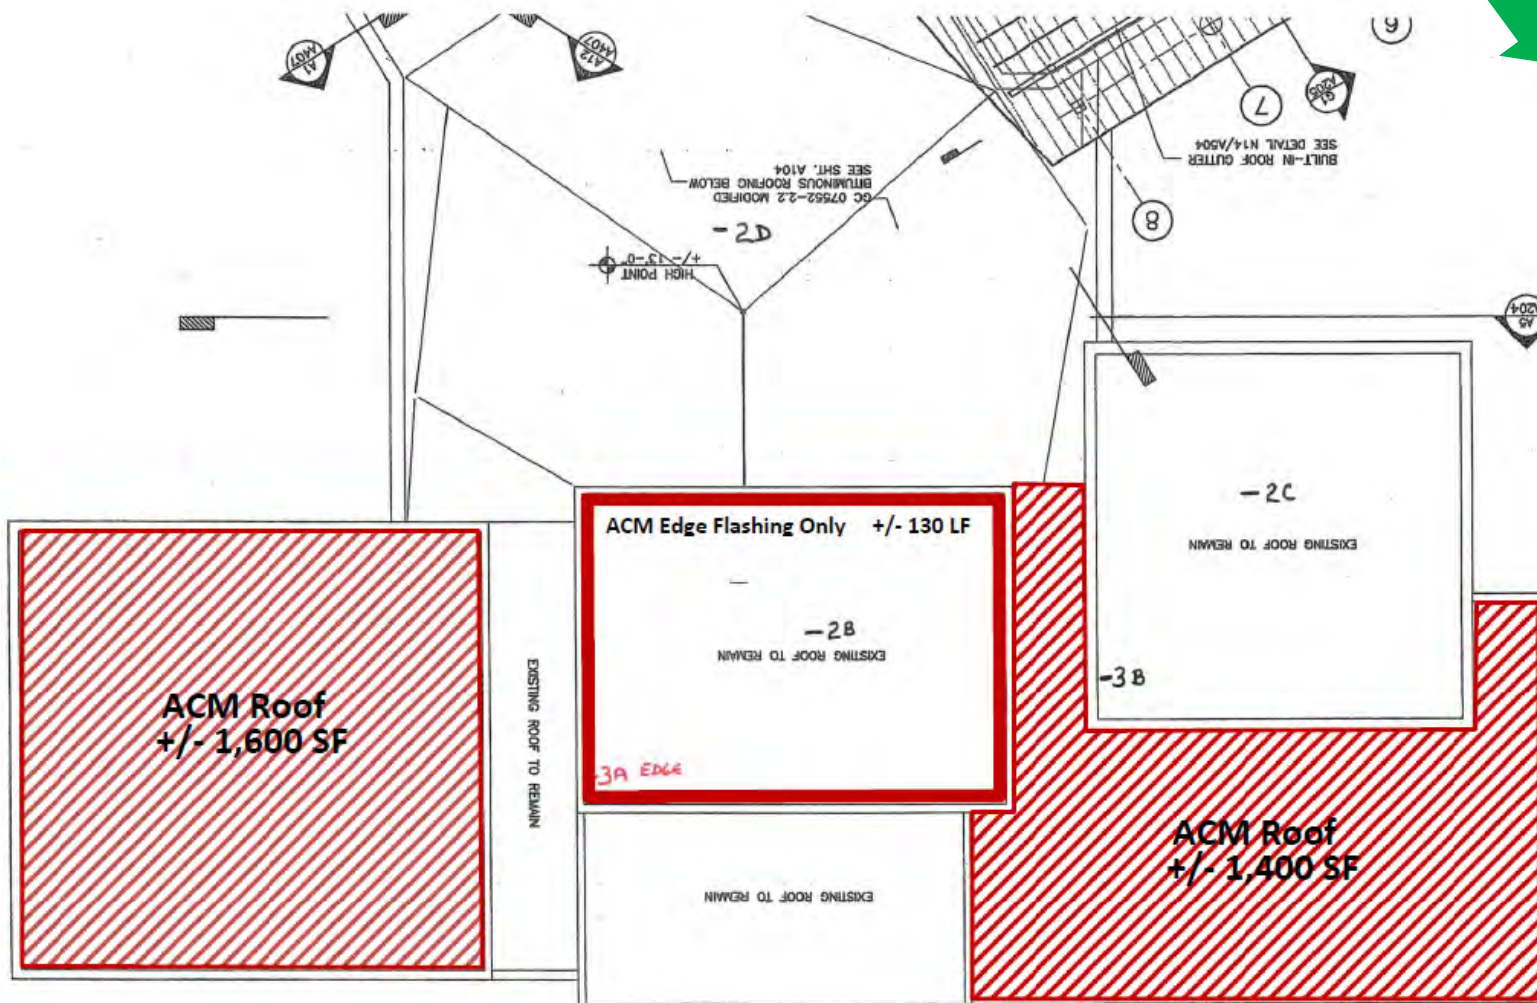 A1
A407
A12
A407
6
7
G1
A205
BUILT-IN ROOF GUTTER
SEE DETAIL N14/A504
GC 07552-2.2 MODIFIED
BITUMINOUS ROOFING BELOW
SEE SHT. A104
8
-2D
HIGH POINT
+/- 13'-0"
A5
A204
ACM Edge Flashing Only +/- 130 LF
-2C
EXISTING ROOF TO REMAIN
-2B
EXISTING ROOF TO REMAIN
-3B
ACM Roof
+/- 1,600 SF
EXISTING ROOF TO REMAIN
-3A EDGE
ACM Roof
+/- 1,400 SF
EXISTING ROOF TO REMAIN